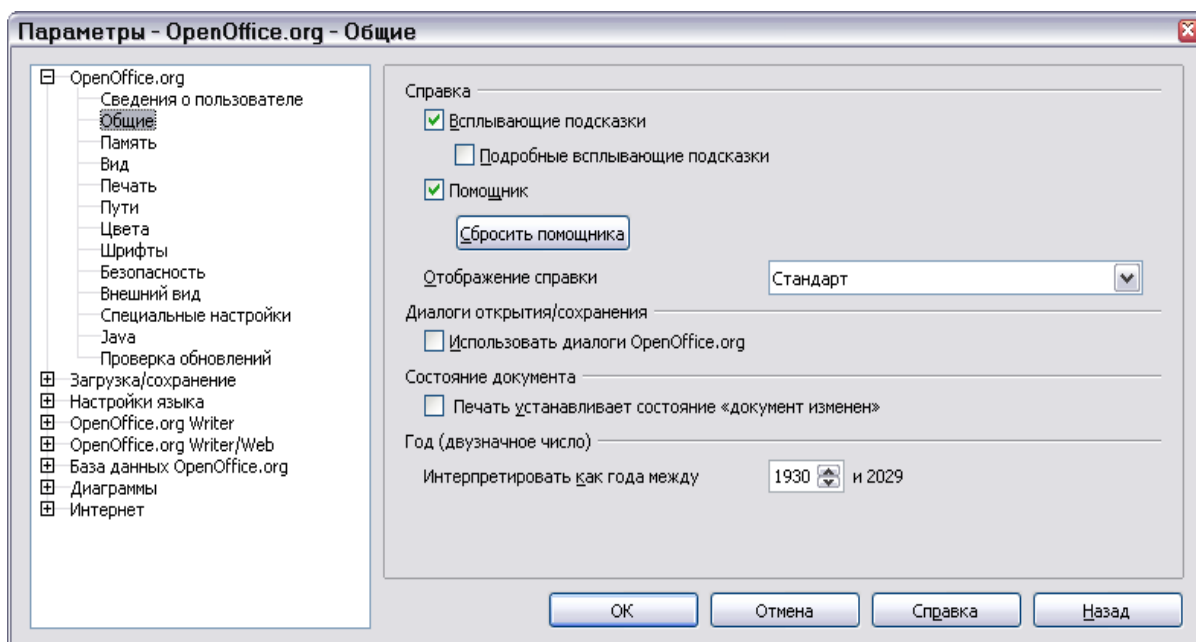 Параметры - OpenOffice.org - Общие
OpenOffice.org
Сведения о пользователе
Общие
Память
Вид
Печать
Пути
Цвета
Шрифты
Безопасность
Внешний вид
Специальные настройки
Java
Проверка обновлений
Загрузка/сохранение
Настройки языка
OpenOffice.org Writer
OpenOffice.org Writer/Web
База данных OpenOffice.org
Диаграммы
Интернет
Справка
Всплывающие подсказки
Подробные всплывающие подсказки
Помощник
Сбросить помощника
Отображение справки Стандарт
Диалоги открытия/сохранения
Использовать диалоги OpenOffice.org
Состояние документа
Печать устанавливает состояние «документ изменен»
Год (двузначное число)
Интерпретировать как года между 1930 и 2029
ОК Отмена Справка Назад